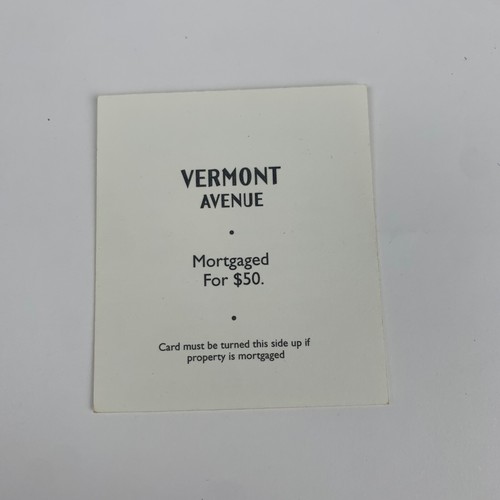 VERMONT
AVENUE
•
Mortgaged
For $50.
•
Card must be turned this side up if
property is mortgaged